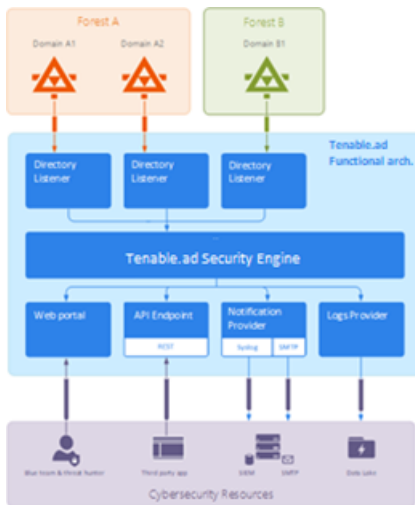 Forest A
Forest B
Domain A1
Domain A2
Domain B1
Tenable.ad
Functional arch.
Directory
Listener
Directory
Listener
Directory
Listener
Tenable.ad Security Engine
Web portal
API Endpoint
REST
Notification
Provider
Syslog
SMTP
Logs Provider
Blue team & threat hunter
Third party app
SIEM
SMTP
Data Lake
Cybersecurity Resources